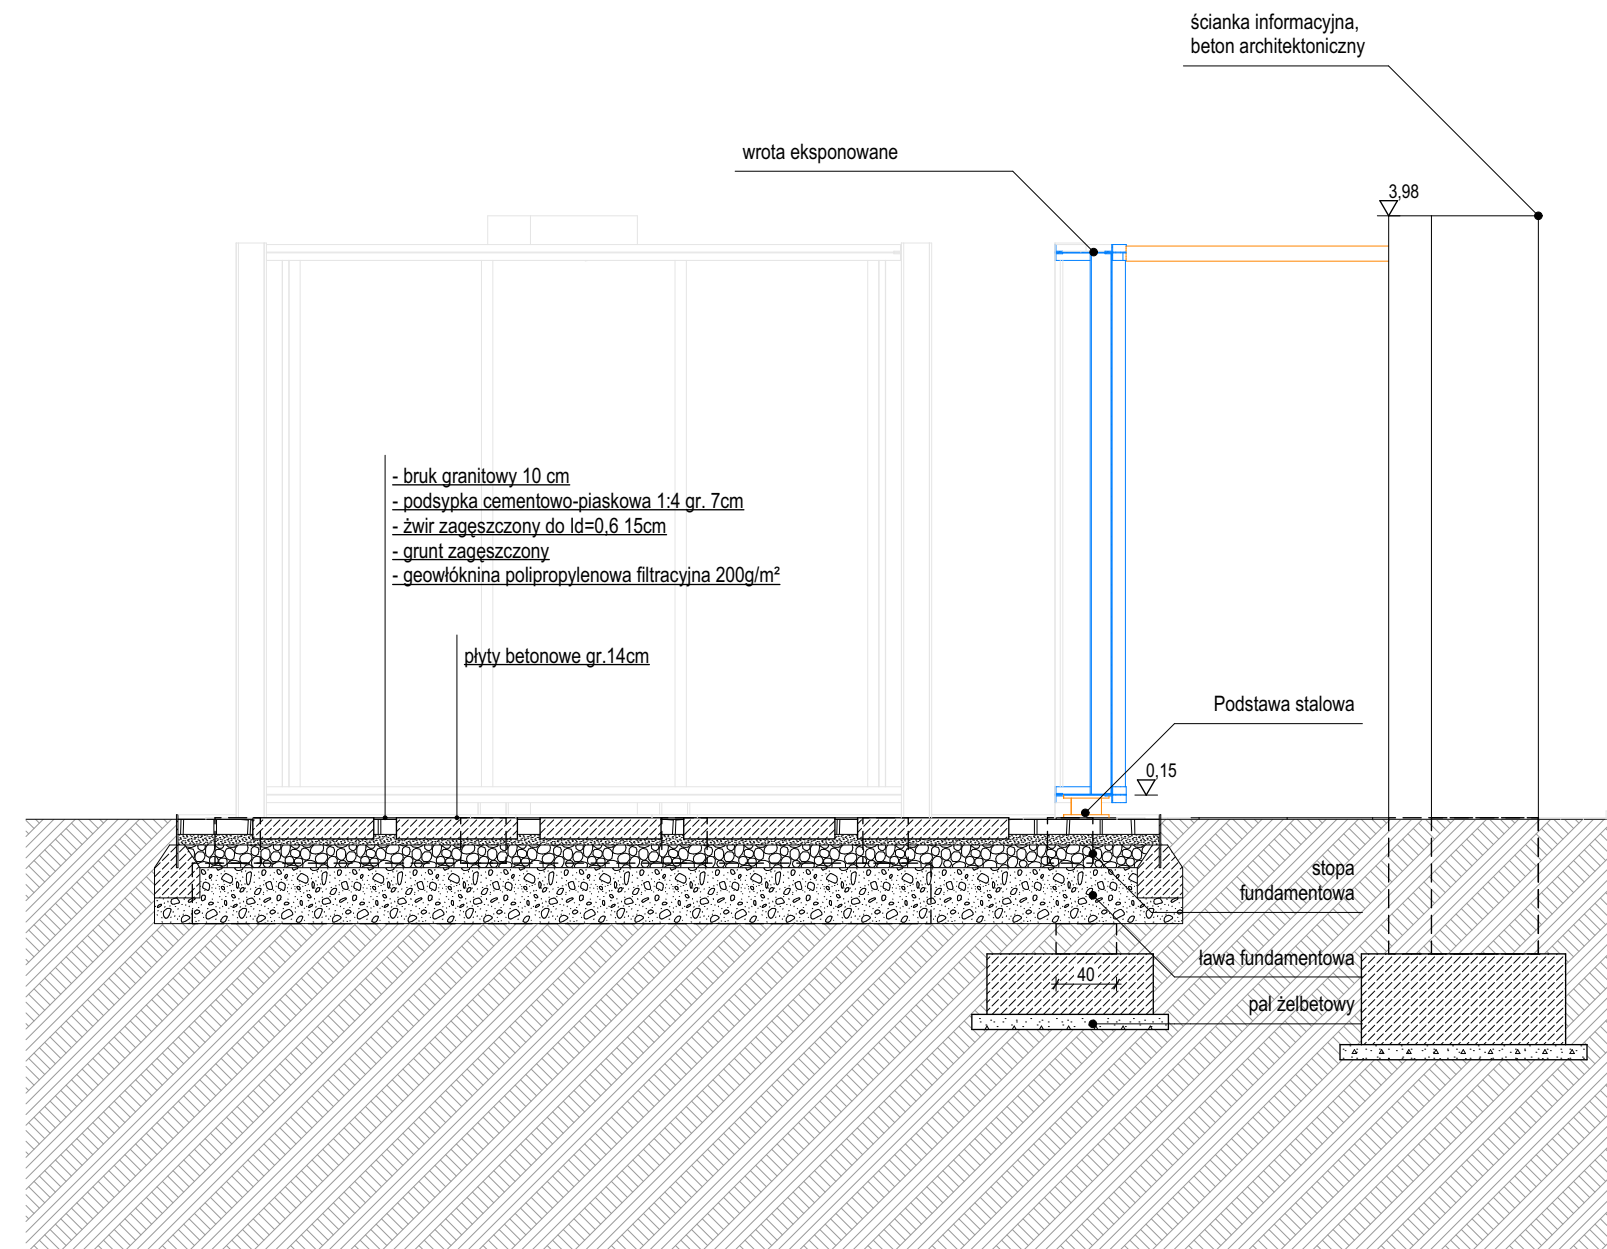 ścianka informacyjna,
beton architektoniczny
wrota eksponowane
3,98
- bruk granitowy 10 cm
- podsypka cementowo-piaskowa 1:4 gr. 7cm
- żwir zagęszczony do Id=0,6 15cm
- grunt zagęszczony
- geowłóknina polipropylenowa filtracyjna 200g/m²
płyty betonowe gr.14cm
Podstawa stalowa
0,15
stopa
fundamentowa
ława fundamentowa
40
pal żelbetowy